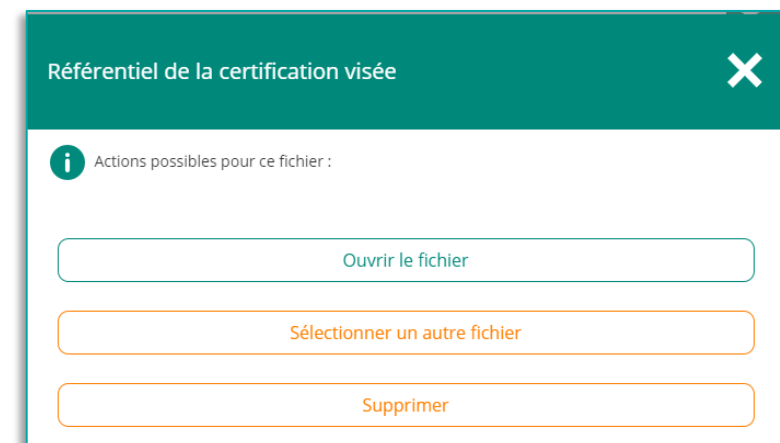 Référentiel de la certification visée
Actions possibles pour ce fichier :
Ouvrir le fichier
Sélectionner un autre fichier
Supprimer